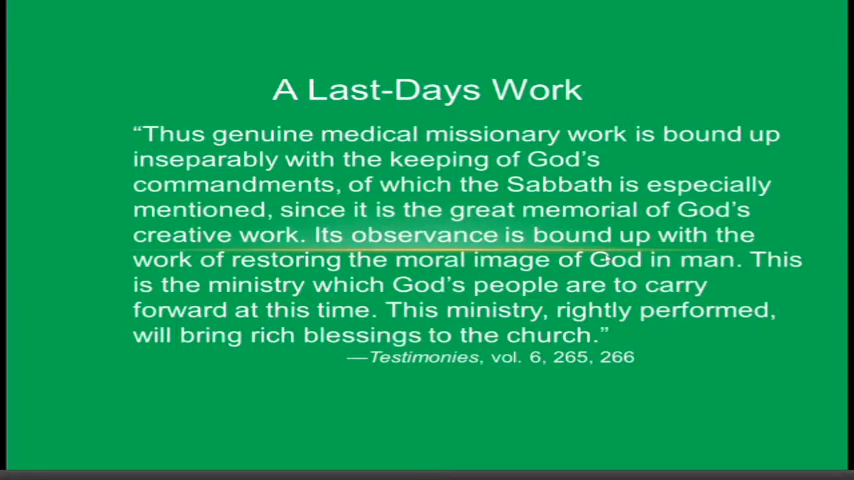 A Last-Days Work
“Thus genuine medical missionary work is bound up
inseparably with the keeping of God’s
commandments, of which the Sabbath is especially
mentioned, since it is the great memorial of God’s
creative work. Its observance is bound up with the
work of restoring the moral image of God in man. This
is the ministry which God’s people are to carry
forward at this time. This ministry, rightly performed,
will bring rich blessings to the church.”
—Testimonies, vol. 6, 265, 266